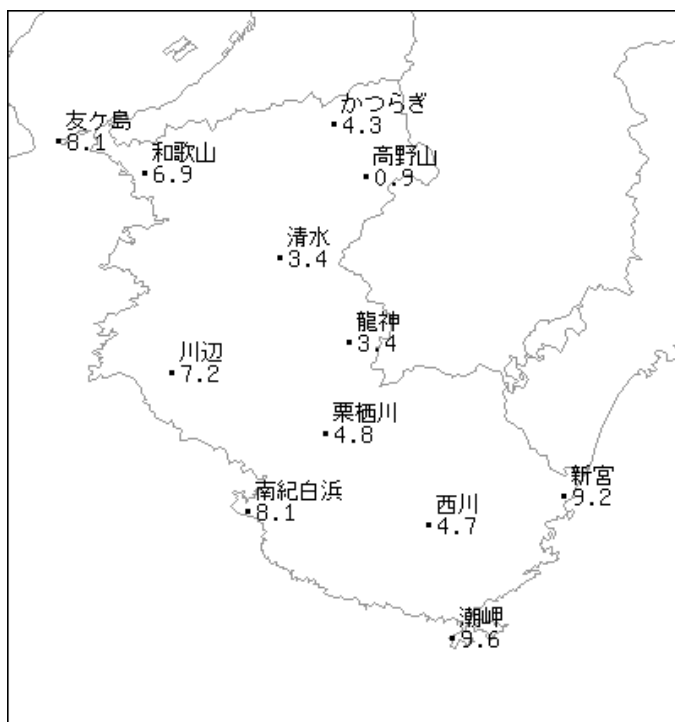 かつらぎ
4.3
友ケ島
8.1
和歌山
6.9
高野山
0.9
清水
3.4
龍神
3.4
川辺
7.2
栗栖川
4.8
南紀白浜
8.1
西川
4.7
新宮
9.2
潮岬
9.6